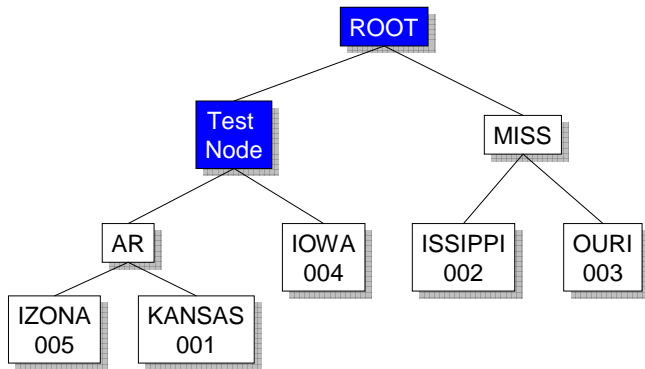 ROOT
Test
Node
MISS
AR
IOWA
004
ISSIPPI
002
OURI
003
IZONA
005
KANSAS
001